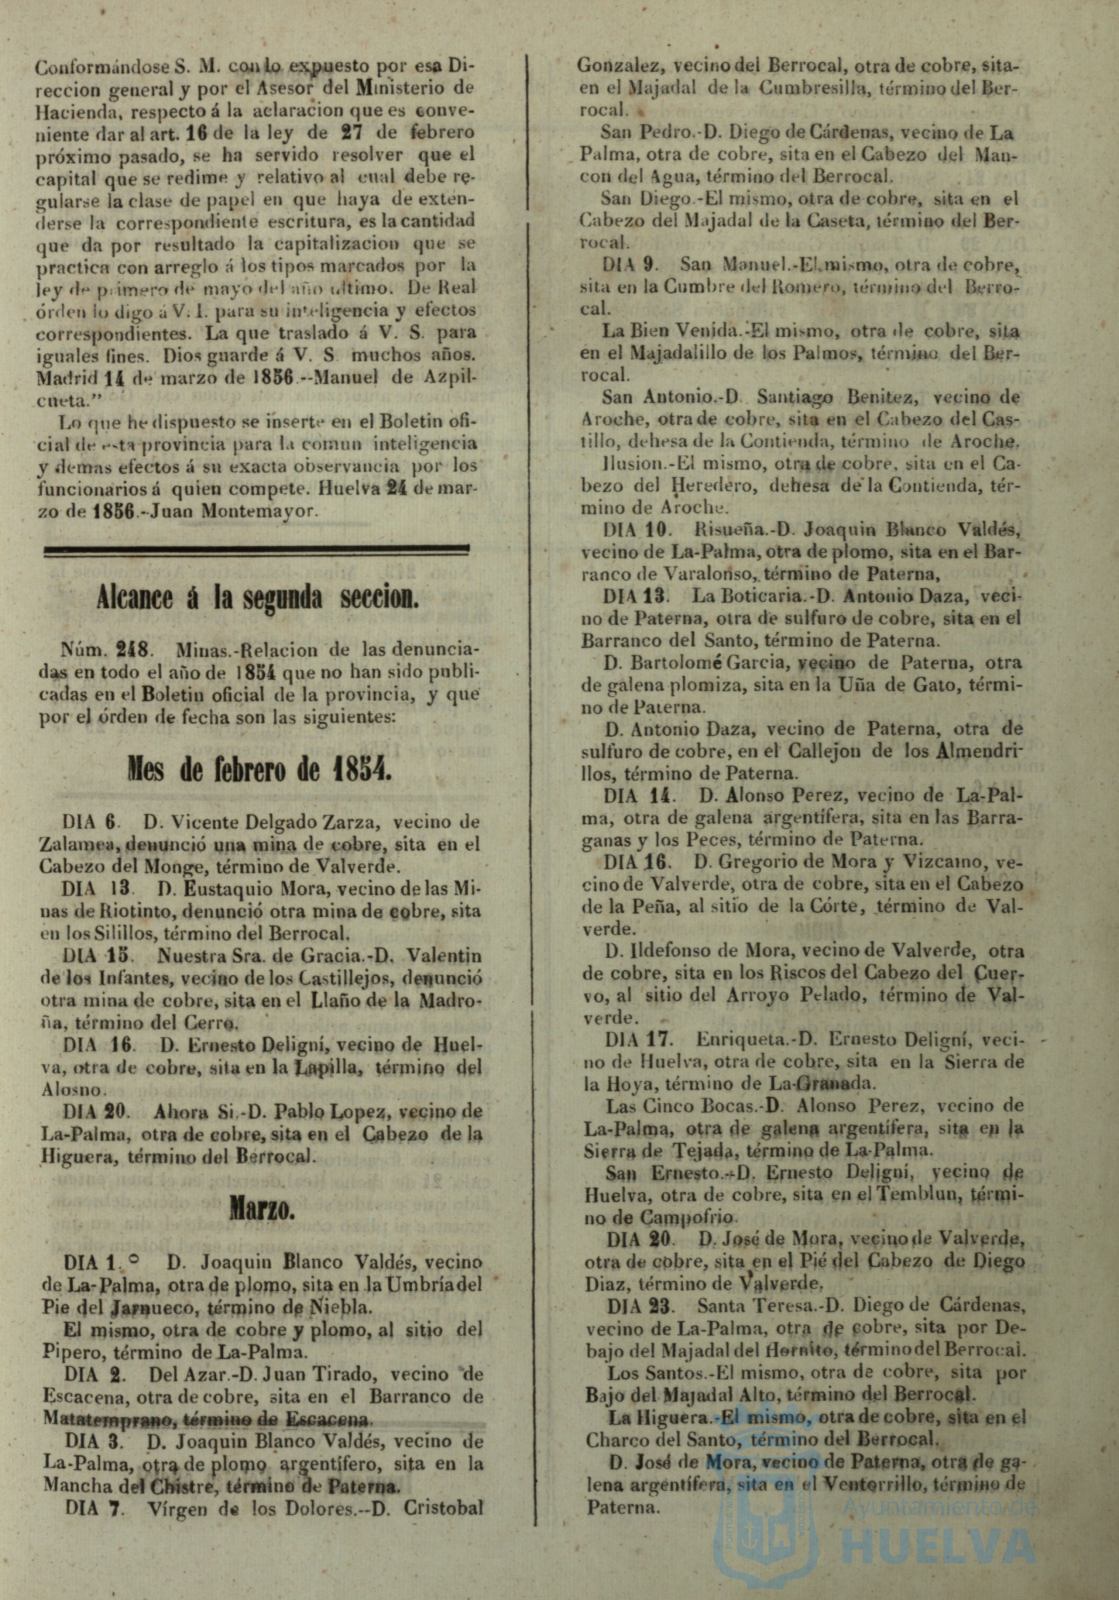 Conformándose S. M. con lo expuesto por esa Di-
reccion general y por el Asesor del Ministerio de
Hacienda, respecto á la aclaracion que es conve-
niente dar al art. 16 de la ley de 27 de febrero
próximo pasado, se ha servido resolver que el
capital que se redime y relativo al cual debe re-
gularse la clase de papel en que haya de exten-
derse la correspondiente escritura, es la cantidad
que da por resultado la capitalizacion que se
practica con arreglo á los tipos marcados por la
ley de primero de mayo del año ultimo. De Real
órden lo digo á V. I. para su inteligencia y efectos
correspondientes. La que traslado á V. S. para
iguales fines. Dios guarde á V. S. muchos años.
Madrid 14 de marzo de 1856.--Manuel de Azpil-
cueta.”
Lo que he dispuesto se inserte en el Boletin ofi-
cial de esta provincia para la comun inteligencia
y demas efectos á su exacta observancia por los
funcionarios á quien compete. Huelva 24 de mar-
zo de 1856.-Juan Montemayor.
Alcance á la segunda seccion.
Núm. 248. Minas.-Relacion de las denuncia-
das en todo el año de 1854 que no han sido publi-
cadas en el Boletin oficial de la provincia, y que
por el órden de fecha son las siguientes:
Mes de febrero de 1854.
DIA 6. D. Vicente Delgado Zarza, vecino de
Zalamea, denunció una mina de cobre, sita en el
Cabezo del Monge, término de Valverde.
DIA 13. D. Eustaquio Mora, vecino de las Mi-
nas de Riotinto, denunció otra mina de cobre, sita
en los Silillos, término del Berrocal.
DIA 15. Nuestra Sra. de Gracia.-D. Valentin
de los Infantes, vecino de los Castillejos, denunció
otra mina de cobre, sita en el Llaño de la Madro-
ña, término del Cerro.
DIA 16. D. Ernesto Deligní, vecino de Huel-
va, otra de cobre, sita en la Lapilla, término del
Alosno.
DIA 20. Ahora Si.-D. Pablo Lopez, vecino de
La-Palma, otra de cobre, sita en el Cabezo de la
Higuera, término del Berrocal.
Marzo.
DIA 1.º D. Joaquin Blanco Valdés, vecino
de La-Palma, otra de plomo, sita en la Umbría del
Pie del Jarnueco, término de Niebla.
El mismo, otra de cobre y plomo, al sitio del
Pipero, término de La-Palma.
DIA 2. Del Azar.-D. Juan Tirado, vecino de
Escacena, otra de cobre, sita en el Barranco de
Matatemprano, término de Escacena.
DIA 3. D. Joaquin Blanco Valdés, vecino de
La-Palma, otra de plomo argentífero, sita en la
Mancha del Chistre, término de Paterna.
DIA 7. Vírgen de los Dolores.--D. Cristobal
Gonzalez, vecino del Berrocal, otra de cobre, sita-
en el Majadal de la Cumbresilla, término del Ber-
rocal.
San Pedro.-D. Diego de Cárdenas, vecino de La
Palma, otra de cobre, sita en el Cabezo del Man-
con del Agua, término del Berrocal.
San Diego.-El mismo, otra de cobre, sita en el
Cabezo del Majadal de la Caseta, término del Ber-
rocal.
DIA 9. San Manuel.-El mismo, otra de cobre,
sita en la Cumbre del Romero, término del Berro-
cal.
La Bien Venida.-El mismo, otra de cobre, sita
en el Majadalillo de los Palmos, término del Ber-
rocal.
San Antonio.-D. Santiago Benitez, vecino de
Aroche, otra de cobre, sita en el Cabezo del Cas-
tillo, dehesa de la Contienda, término de Aroche.
Ilusion.-El mismo, otra de cobre, sita en el Ca-
bezo del Heredero, dehesa de la Contienda, tér-
mino de Aroche.
DIA 10. Risueña.-D. Joaquin Blanco Valdés,
vecino de La-Palma, otra de plomo, sita en el Bar-
ranco de Varalonso, término de Paterna,
DIA 13. La Boticaria.-D. Antonio Daza, veci-
no de Paterna, otra de sulfuro de cobre, sita en el
Barranco del Santo, término de Paterna.
D. Bartolomé Garcia, vecino de Paterna, otra
de galena plomiza, sita en la Uña de Gato, térmi-
no de Paterna.
D. Antonio Daza, vecino de Paterna, otra de
sulfuro de cobre, en el Callejon de los Almendri-
llos, término de Paterna.
DIA 14. D. Alonso Perez, vecino de La-Pal-
ma, otra de galena argentífera, sita en las Barra-
ganas y los Peces, término de Paterna.
DIA 16. D. Gregorio de Mora y Vizcaino, ve-
cino de Valverde, otra de cobre, sita en el Cabezo
de la Peña, al sitio de la Córte, término de Val-
verde.
D. Ildefonso de Mora, vecino de Valverde, otra
de cobre, sita en los Riscos del Cabezo del Cuer-
vo, al sitio del Arroyo Pelado, término de Val-
verde.
DIA 17. Enriqueta.-D. Ernesto Deligní, veci-
no de Huelva, otra de cobre, sita en la Sierra de
la Hoya, término de La-Granada.
Las Cinco Bocas.-D. Alonso Perez, vecino de
La-Palma, otra de galena argentífera, sita en la
Sierra de Tejada, término de La-Palma.
San Ernesto.-D. Ernesto Deligní, vecino de
Huelva, otra de cobre, sita en el Temblun, térmi-
no de Campofrio.
DIA 20. D. José de Mora, vecino de Valverde,
otra de cobre, sita en el Pié del Cabezo de Diego
Diaz, término de Valverde.
DIA 23. Santa Teresa.-D. Diego de Cárdenas,
vecino de La-Palma, otra de cobre, sita por De-
bajo del Majadal del Hornito, término del Berrocal.
Los Santos.-El mismo, otra de cobre, sita por
Bajo del Majadal Alto, término del Berrocal.
La Higuera.-El mismo, otra de cobre, sita en el
Charco del Santo, término del Berrocal.
D. José de Mora, vecino de Paterna, otra de ga-
lena argentífera, sita en el Ventorrillo, término de
Paterna.
Ayuntamiento de
HUELVA